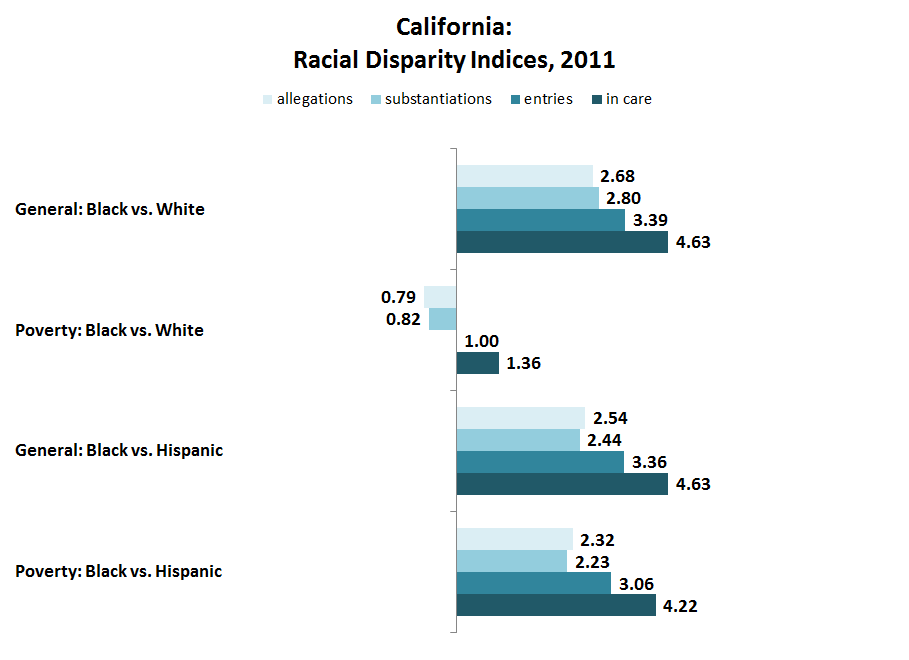 California:
Racial Disparity Indices, 2011
allegations substantiations entries in care
General: Black vs. White
2.68
2.80
3.39
4.63
Poverty: Black vs. White
0.79
0.82
1.00
1.36
General: Black vs. Hispanic
2.54
2.44
3.36
4.63
Poverty: Black vs. Hispanic
2.32
2.23
3.06
4.22